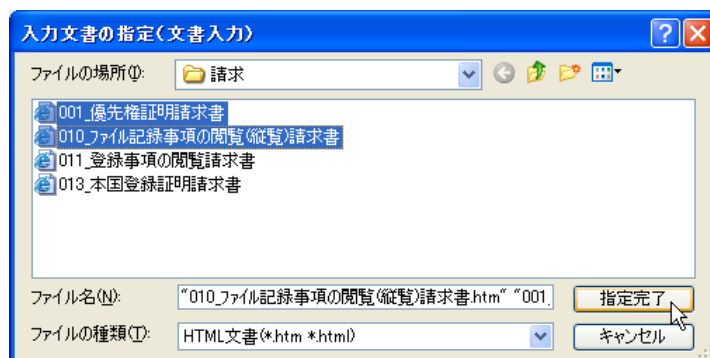 入力文書の指定(文書入力)
ファイルの場所(I): 請求
001_優先権証明請求書
010_ファイル記録事項の閲覧(縦覧)請求書
011_登録事項の閲覧請求書
013_本国登録証明請求書
ファイル名(N): "010_ファイル記録事項の閲覧(縦覧)請求書.htm" "001_ 指定完了
ファイルの種類(T): HTML文書(*.htm *.html) キャンセル